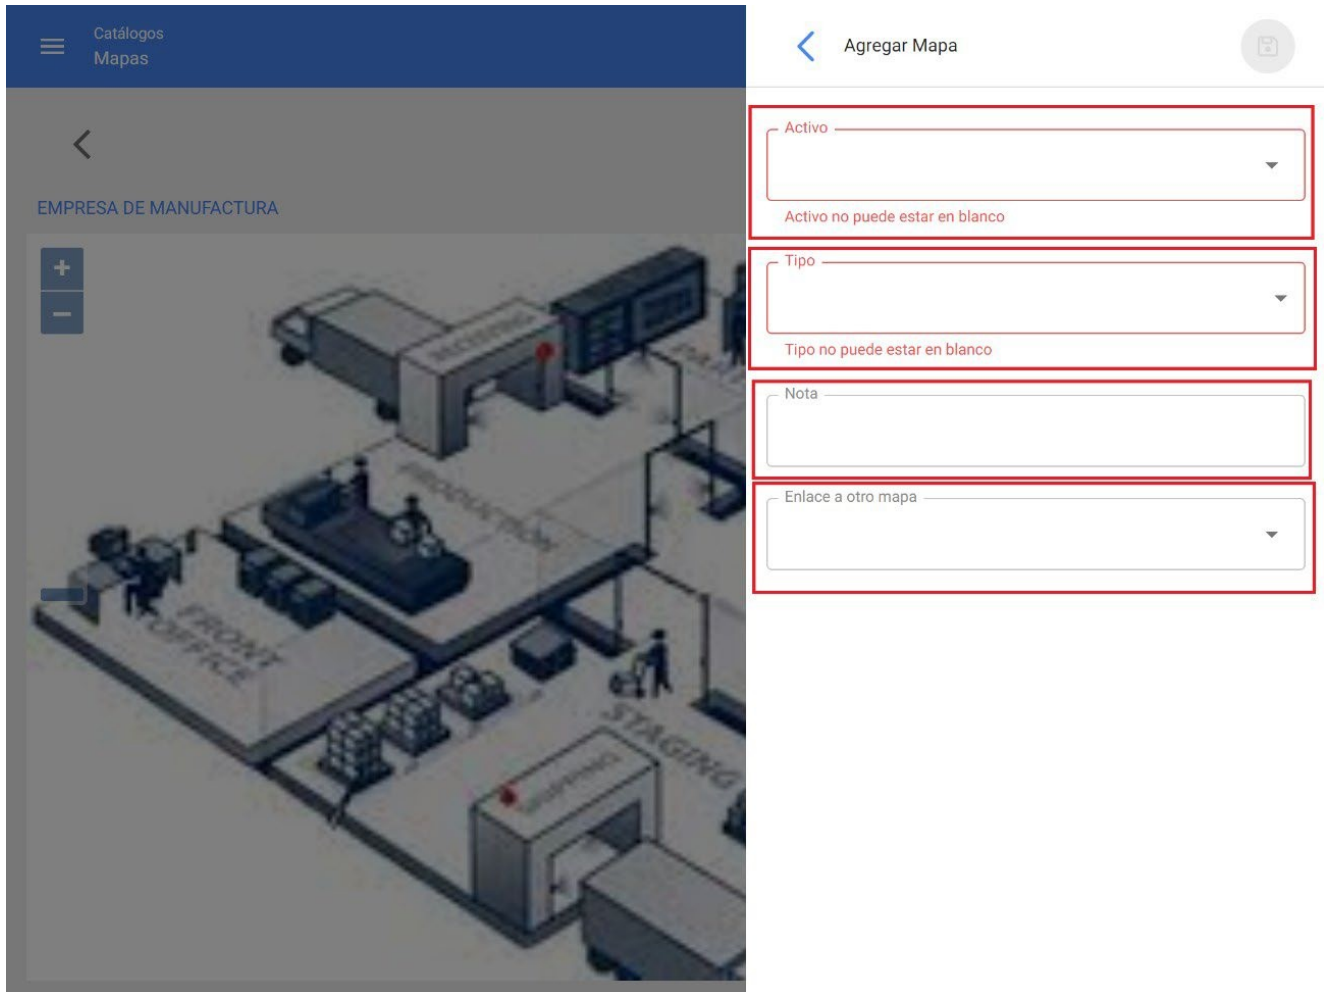 Catálogos
Mapas
EMPRESA DE MANUFACTURA
+
−
PRODUCTION
FRONT
OFFICE
STAGING
SHIPPING
Agregar Mapa
Activo
Activo no puede estar en blanco
Tipo
Tipo no puede estar en blanco
Nota
Enlace a otro mapa